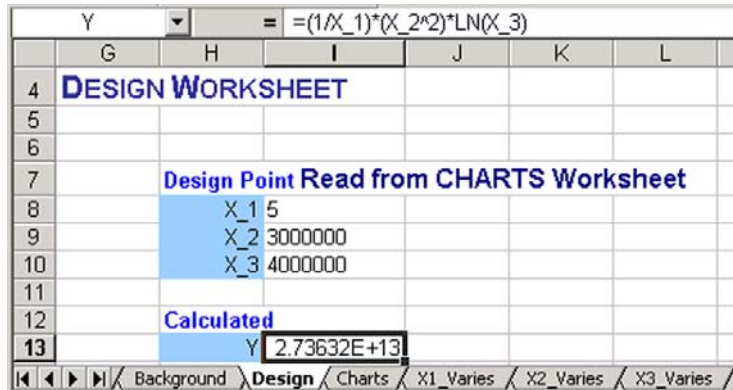 Y = =(1/X_1)*(X_2^2)*LN(X_3)
G H I J K L
4 DESIGN WORKSHEET
5
6
7 Design Point Read from CHARTS Worksheet
8 X_1 5
9 X_2 3000000
10 X_3 4000000
11
12 Calculated
13 Y 2.73632E+13
Background Design Charts X1_Varies X2_Varies X3_Varies